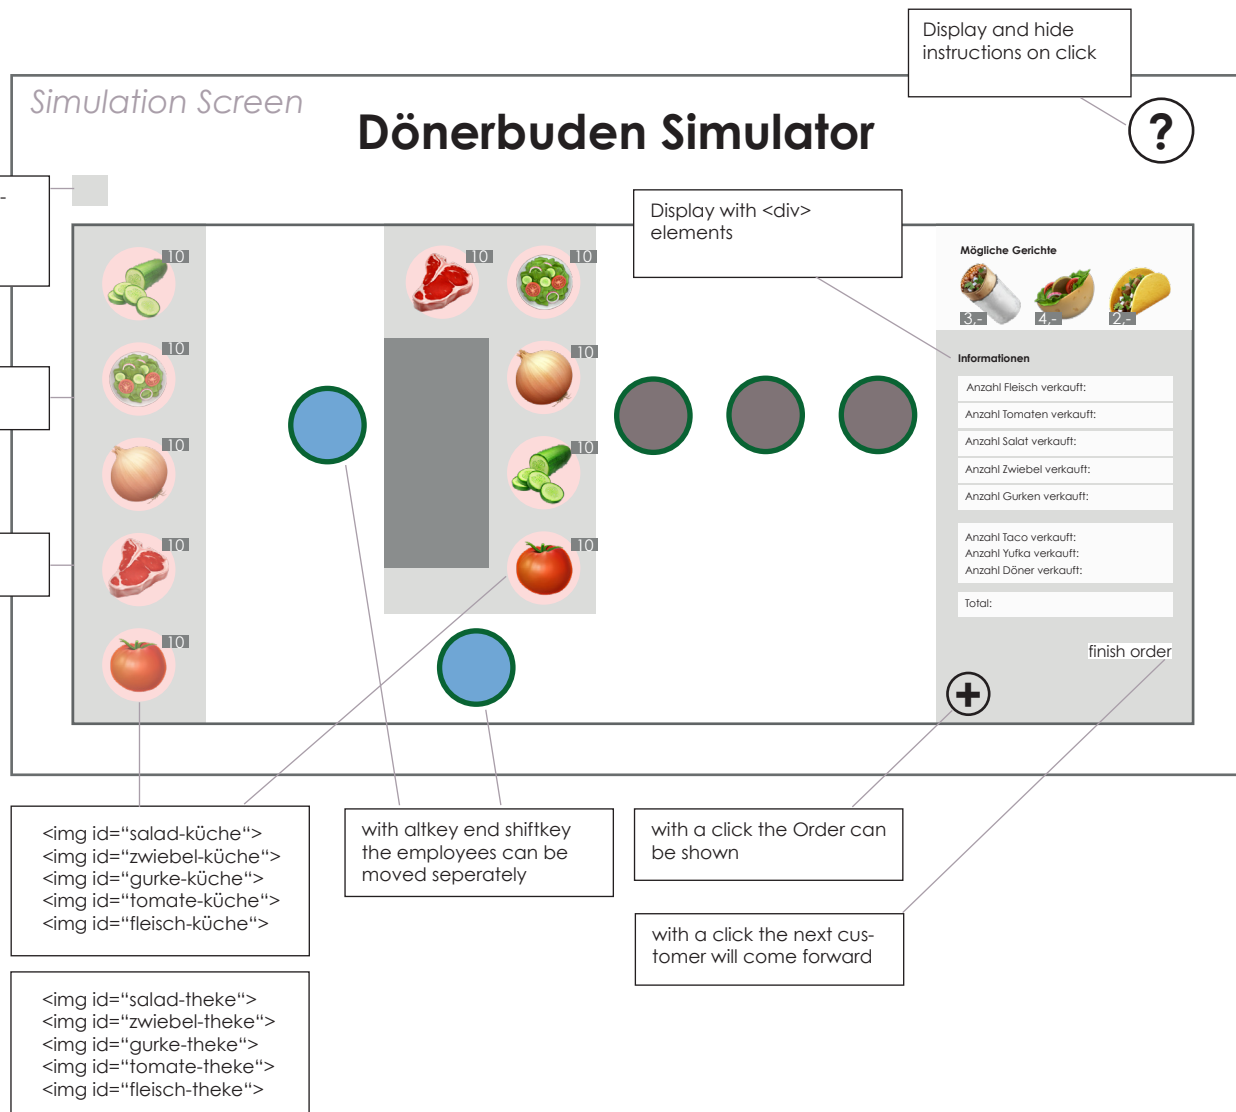 Display and hide
instructions on click
Simulation Screen
Dönerbuden Simulator
?
-
Display with <div>
elements
10
10
10
10
10
10
10
10
10
10
Mögliche Gerichte
3,-
4,-
2,-
Informationen
Anzahl Fleisch verkauft:
Anzahl Tomaten verkauft:
Anzahl Salat verkauft:
Anzahl Zwiebel verkauft:
Anzahl Gurken verkauft:
Anzahl Taco verkauft:
Anzahl Yufka verkauft:
Anzahl Döner verkauft:
Total:
finish order
<img id=“salad-küche“>
<img id=“zwiebel-küche“>
<img id=“gurke-küche“>
<img id=“tomate-küche“>
<img id=“fleisch-küche“>
with altkey end shiftkey
the employees can be
moved seperately
with a click the Order can
be shown
with a click the next cus-
tomer will come forward
<img id=“salad-theke“>
<img id=“zwiebel-theke“>
<img id=“gurke-theke“>
<img id=“tomate-theke“>
<img id=“fleisch-theke“>